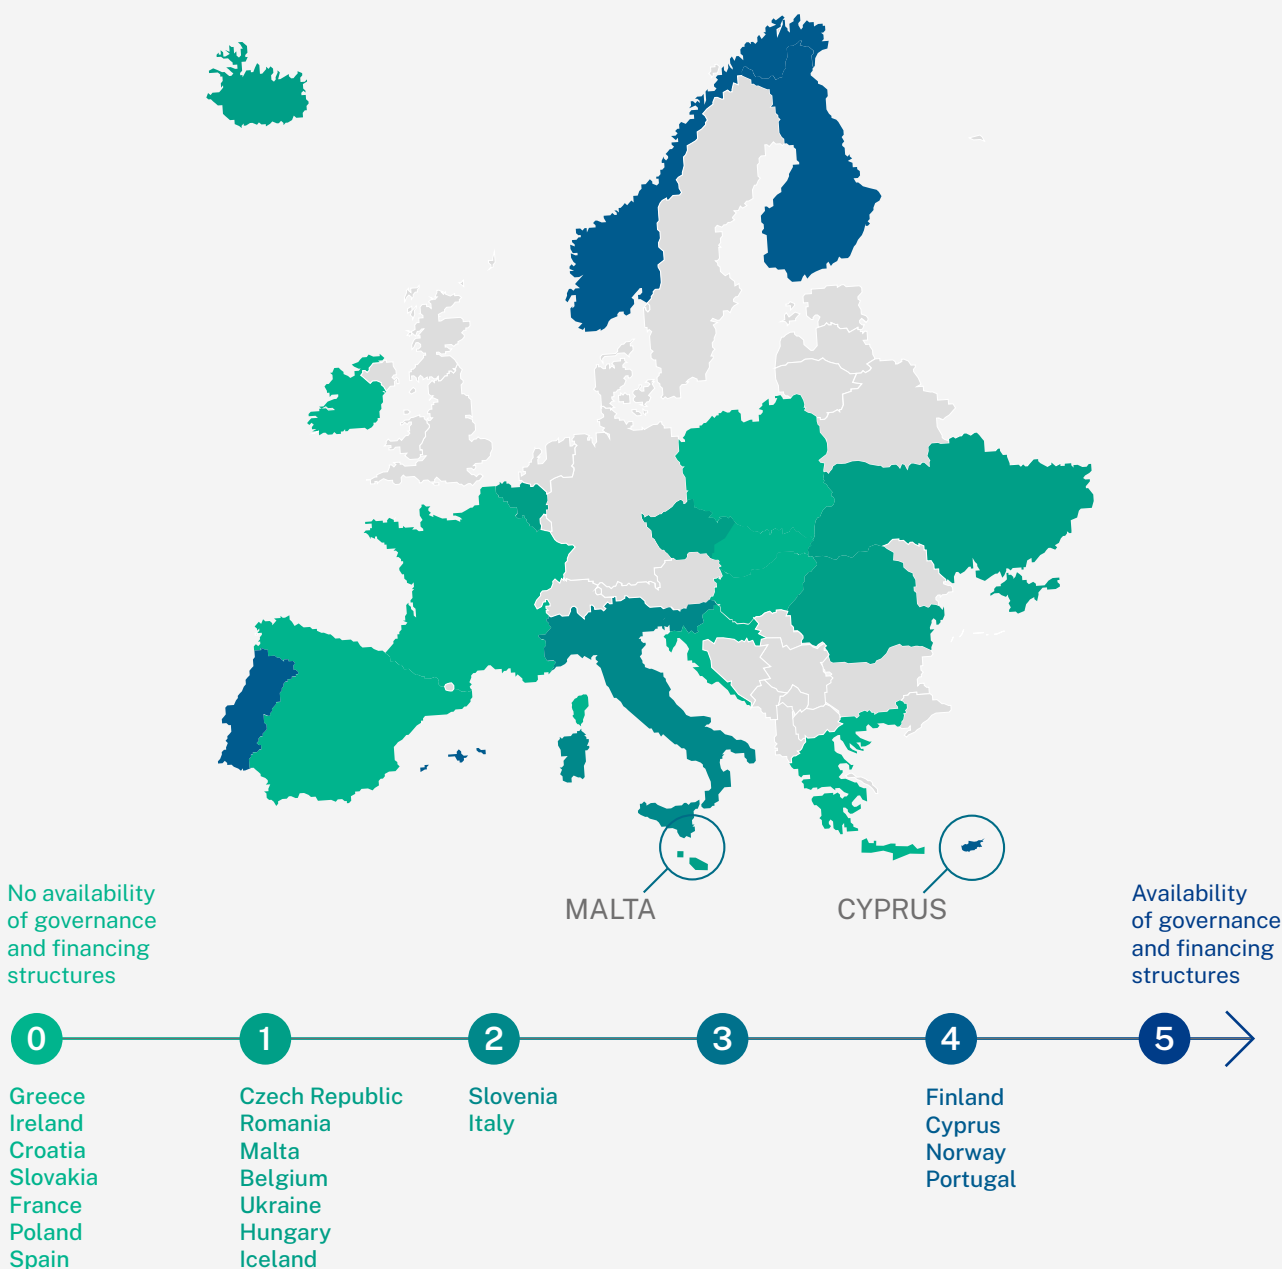 MALTA
CYPRUS
No availability
of governance
and financing
structures
Availability
of governance
and financing
structures
0
1
2
3
4
5
Greece
Ireland
Croatia
Slovakia
France
Poland
Spain
Czech Republic
Romania
Malta
Belgium
Ukraine
Hungary
Iceland
Slovenia
Italy
Finland
Cyprus
Norway
Portugal